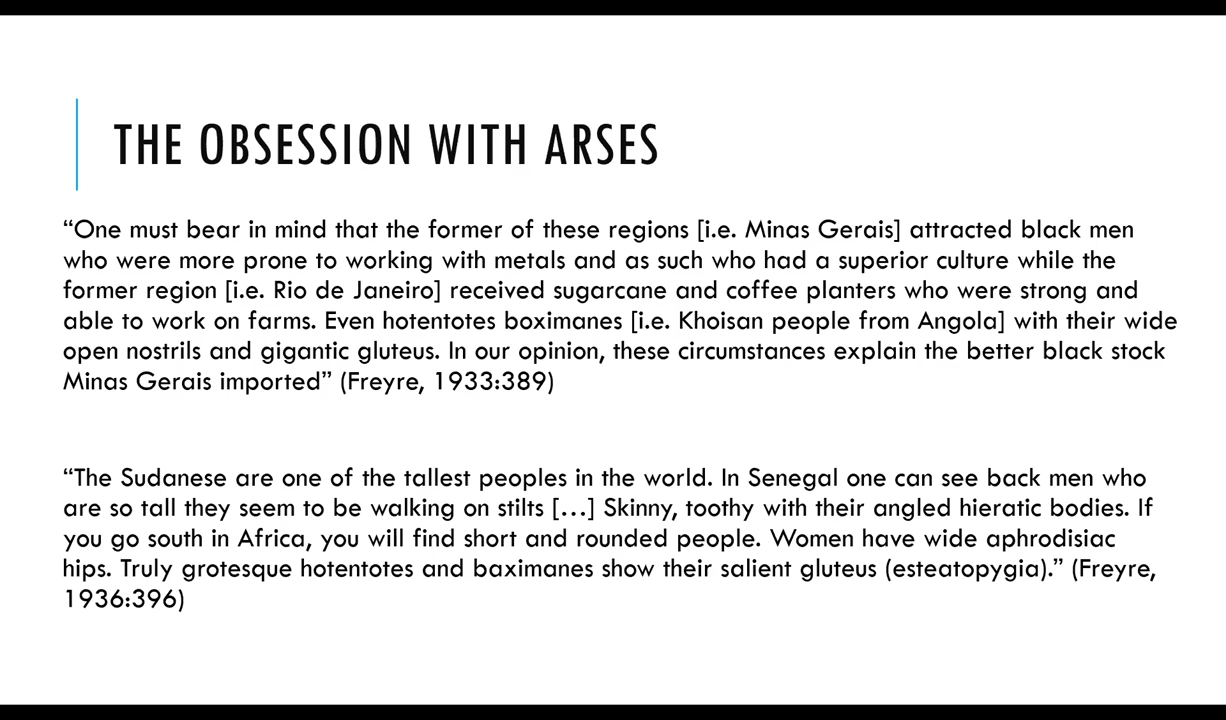 THE OBSESSION WITH ARSES
“One must bear in mind that the former of these regions [i.e. Minas Gerais] attracted black men
who were more prone to working with metals and as such who had a superior culture while the
former region [i.e. Rio de Janeiro] received sugarcane and coffee planters who were strong and
able to work on farms. Even hotentotes boximanes [i.e. Khoisan people from Angola] with their wide
open nostrils and gigantic gluteus. In our opinion, these circumstances explain the better black stock
Minas Gerais imported” (Freyre, 1933:389)
“The Sudanese are one of the tallest peoples in the world. In Senegal one can see back men who
are so tall they seem to be walking on stilts […] Skinny, toothy with their angled hieratic bodies. If
you go south in Africa, you will find short and rounded people. Women have wide aphrodisiac
hips. Truly grotesque hotentotes and baximanes show their salient gluteus (esteatopygia).” (Freyre,
1936:396)